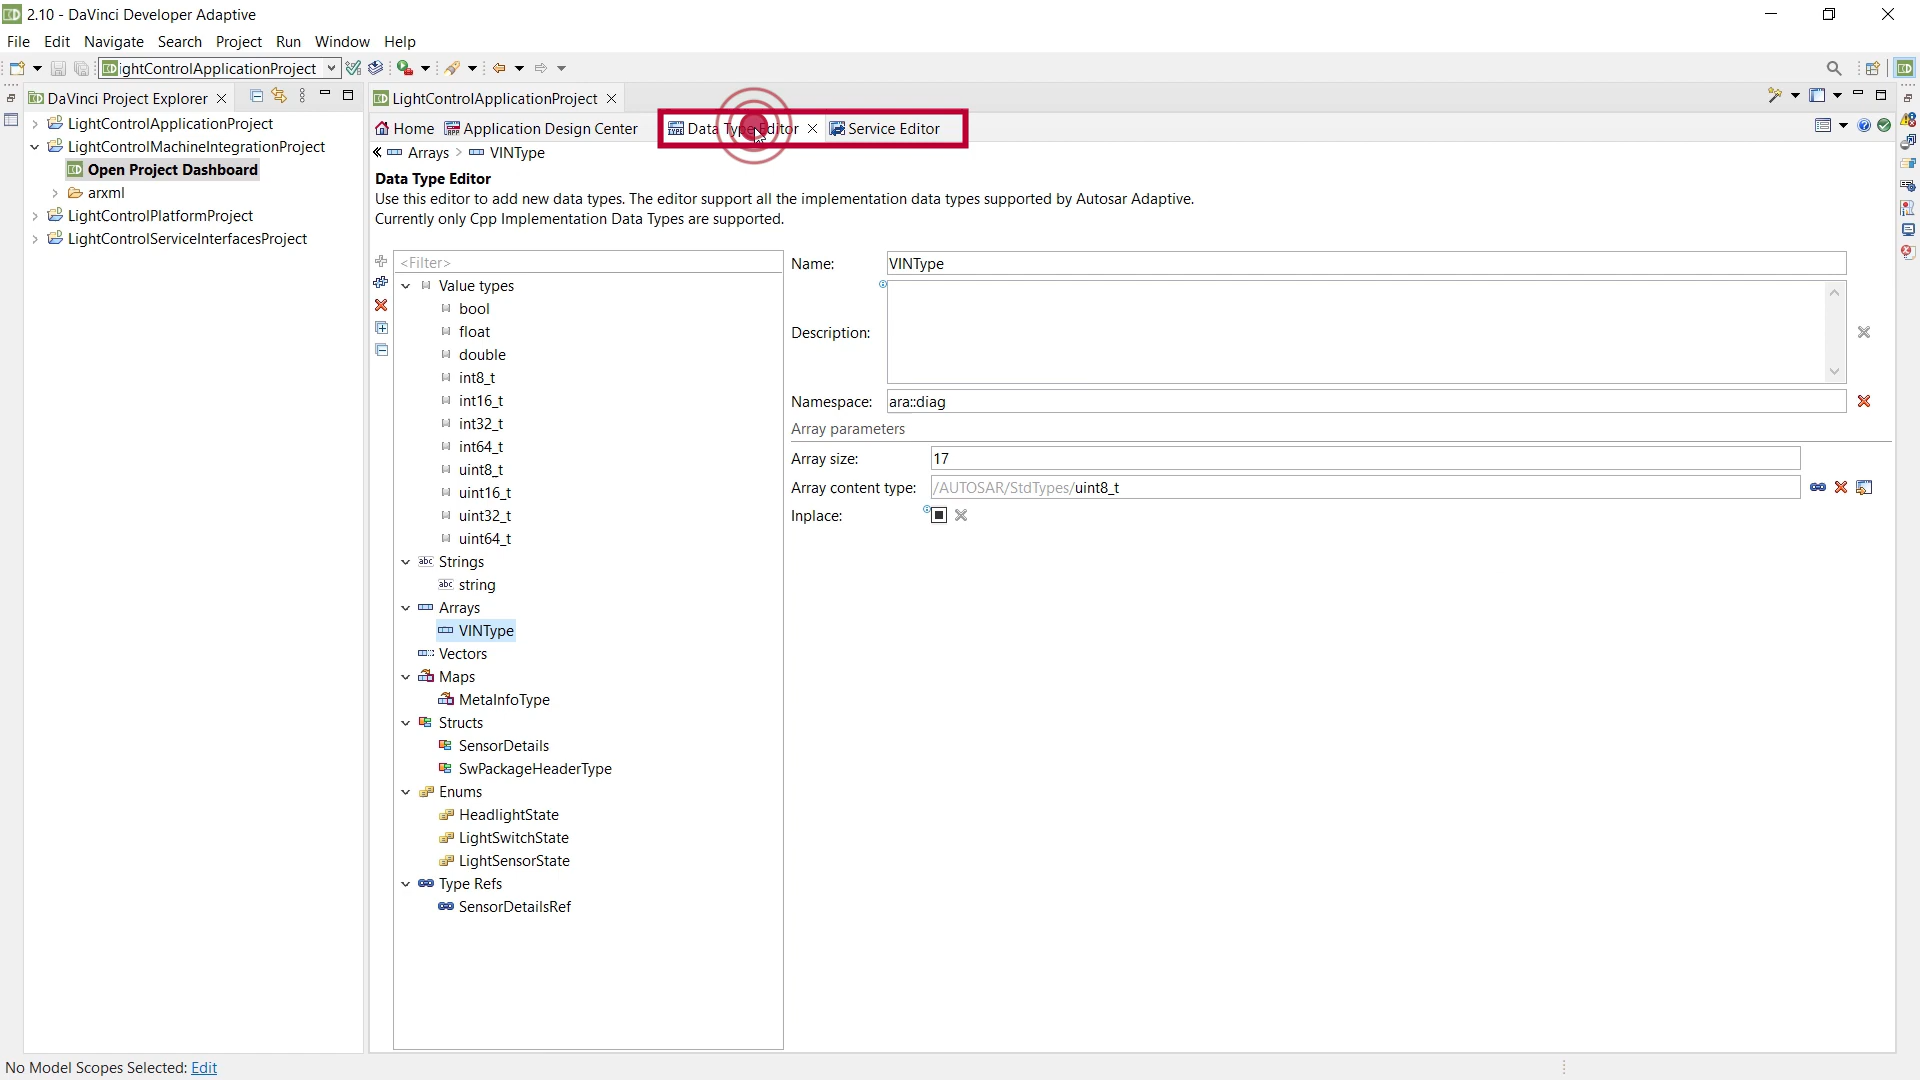 2.10 - DaVinci Developer Adaptive
File Edit Navigate Search Project Run Window Help
ightControlApplicationProject
DaVinci Project Explorer
LightControlApplicationProject
LightControlMachineIntegrationProject
Open Project Dashboard
arxml
LightControlPlatformProject
LightControlServiceInterfacesProject
LightControlApplicationProject
Home Application Design Center Data Type Editor Service Editor
Arrays > VINType
Data Type Editor
Use this editor to add new data types. The editor support all the implementation data types supported by Autosar Adaptive.
Currently only Cpp Implementation Data Types are supported.
<Filter>
Value types
bool
float
double
int8_t
int16_t
int32_t
int64_t
uint8_t
uint16_t
uint32_t
uint64_t
abc Strings
abc string
Arrays
VINType
Vectors
Maps
MetaInfoType
Structs
SensorDetails
SwPackageHeaderType
Enums
HeadlightState
LightSwitchState
LightSensorState
Type Refs
SensorDetailsRef
Name: VINType
Description:
Namespace: ara::diag
Array parameters
Array size: 17
Array content type: /AUTOSAR/StdTypes/uint8_t
Inplace:
No Model Scopes Selected: Edit